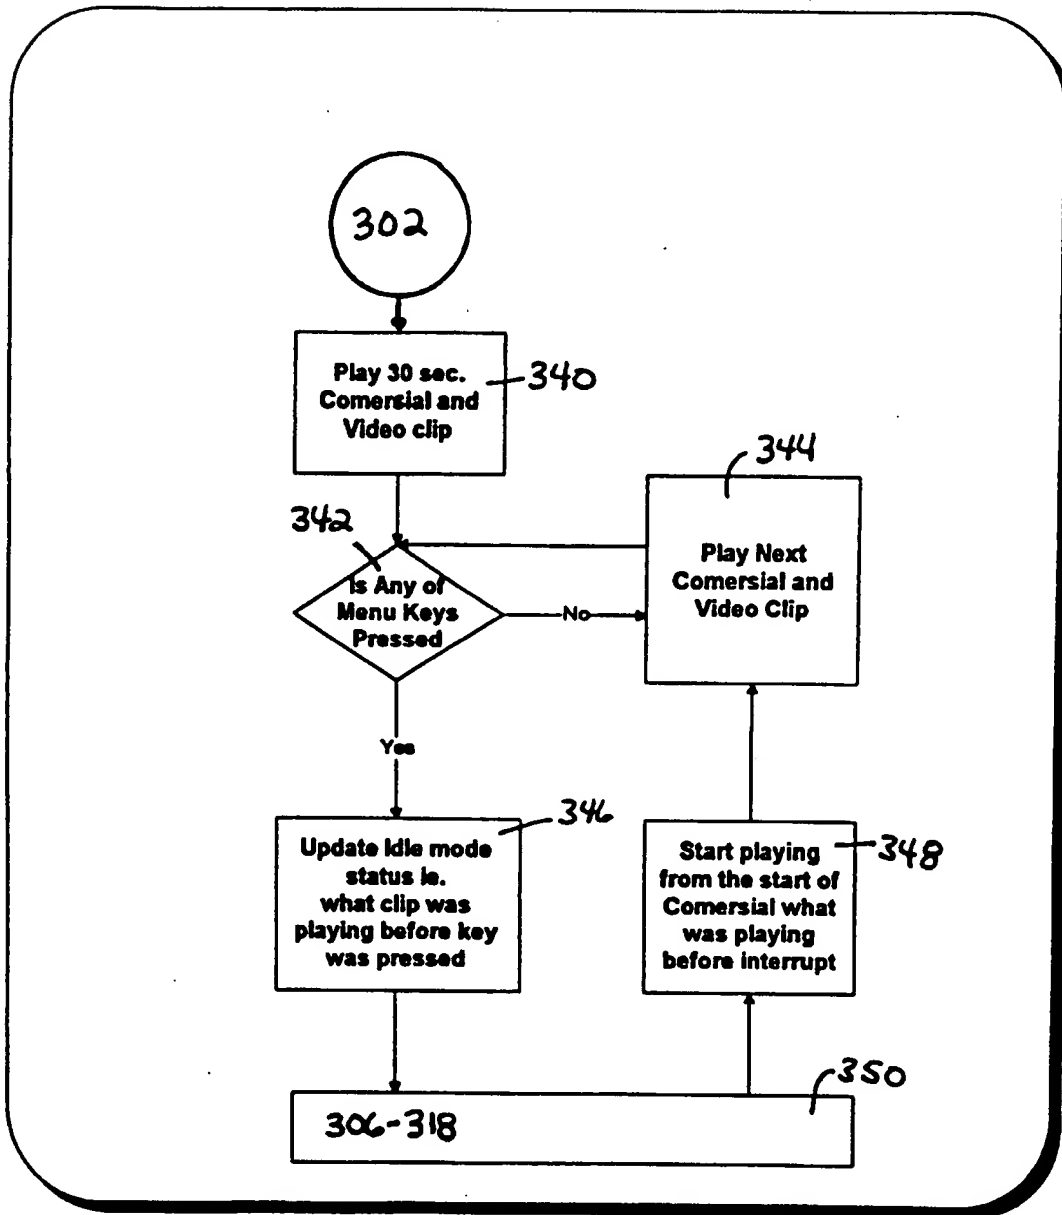 302
Play 30 sec.
Comersial and
Video clip
340
344
342
Is Any of
Menu Keys
Pressed
No
Play Next
Comersial and
Video Clip
Yes
346
Update Idle mode
status ie.
what clip was
playing before key
was pressed
Start playing
from the start of
Comersial what
was playing
before interrupt
348
350
306-318